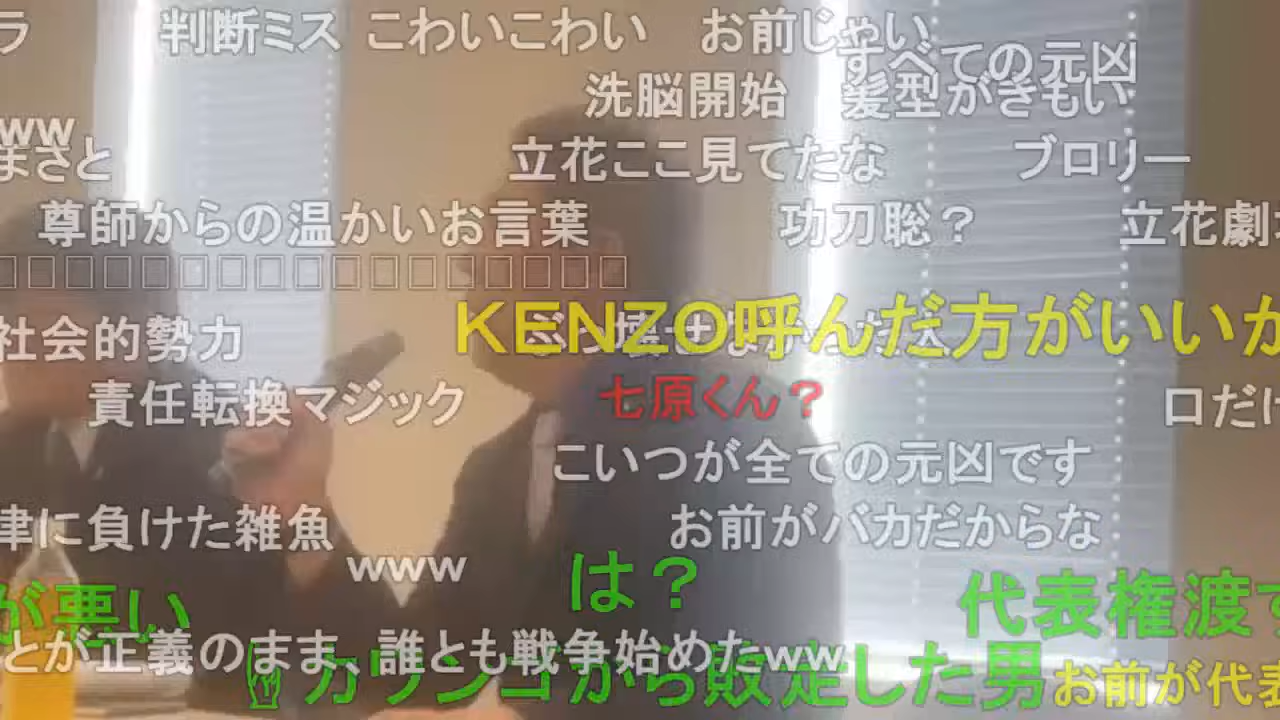 ラ 判断ミス こわいこわい お前じゃい
すべての元凶
洗脳開始 髪型がきもい
ww
まさと 立花ここ見てたな ブロリー
尊師からの温かいお言葉 功刀聡？ 立花劇
KENZO呼んだ方がいいか
社会的勢力
責任転換マジック 七原くん？ 口だけ
こいつが全ての元凶です
津に負けた雑魚 お前がバカだからな
www は？
が悪い 代表権渡す
とが正義のまま、誰とも戦争始めたww
から敗走した男 お前が代表